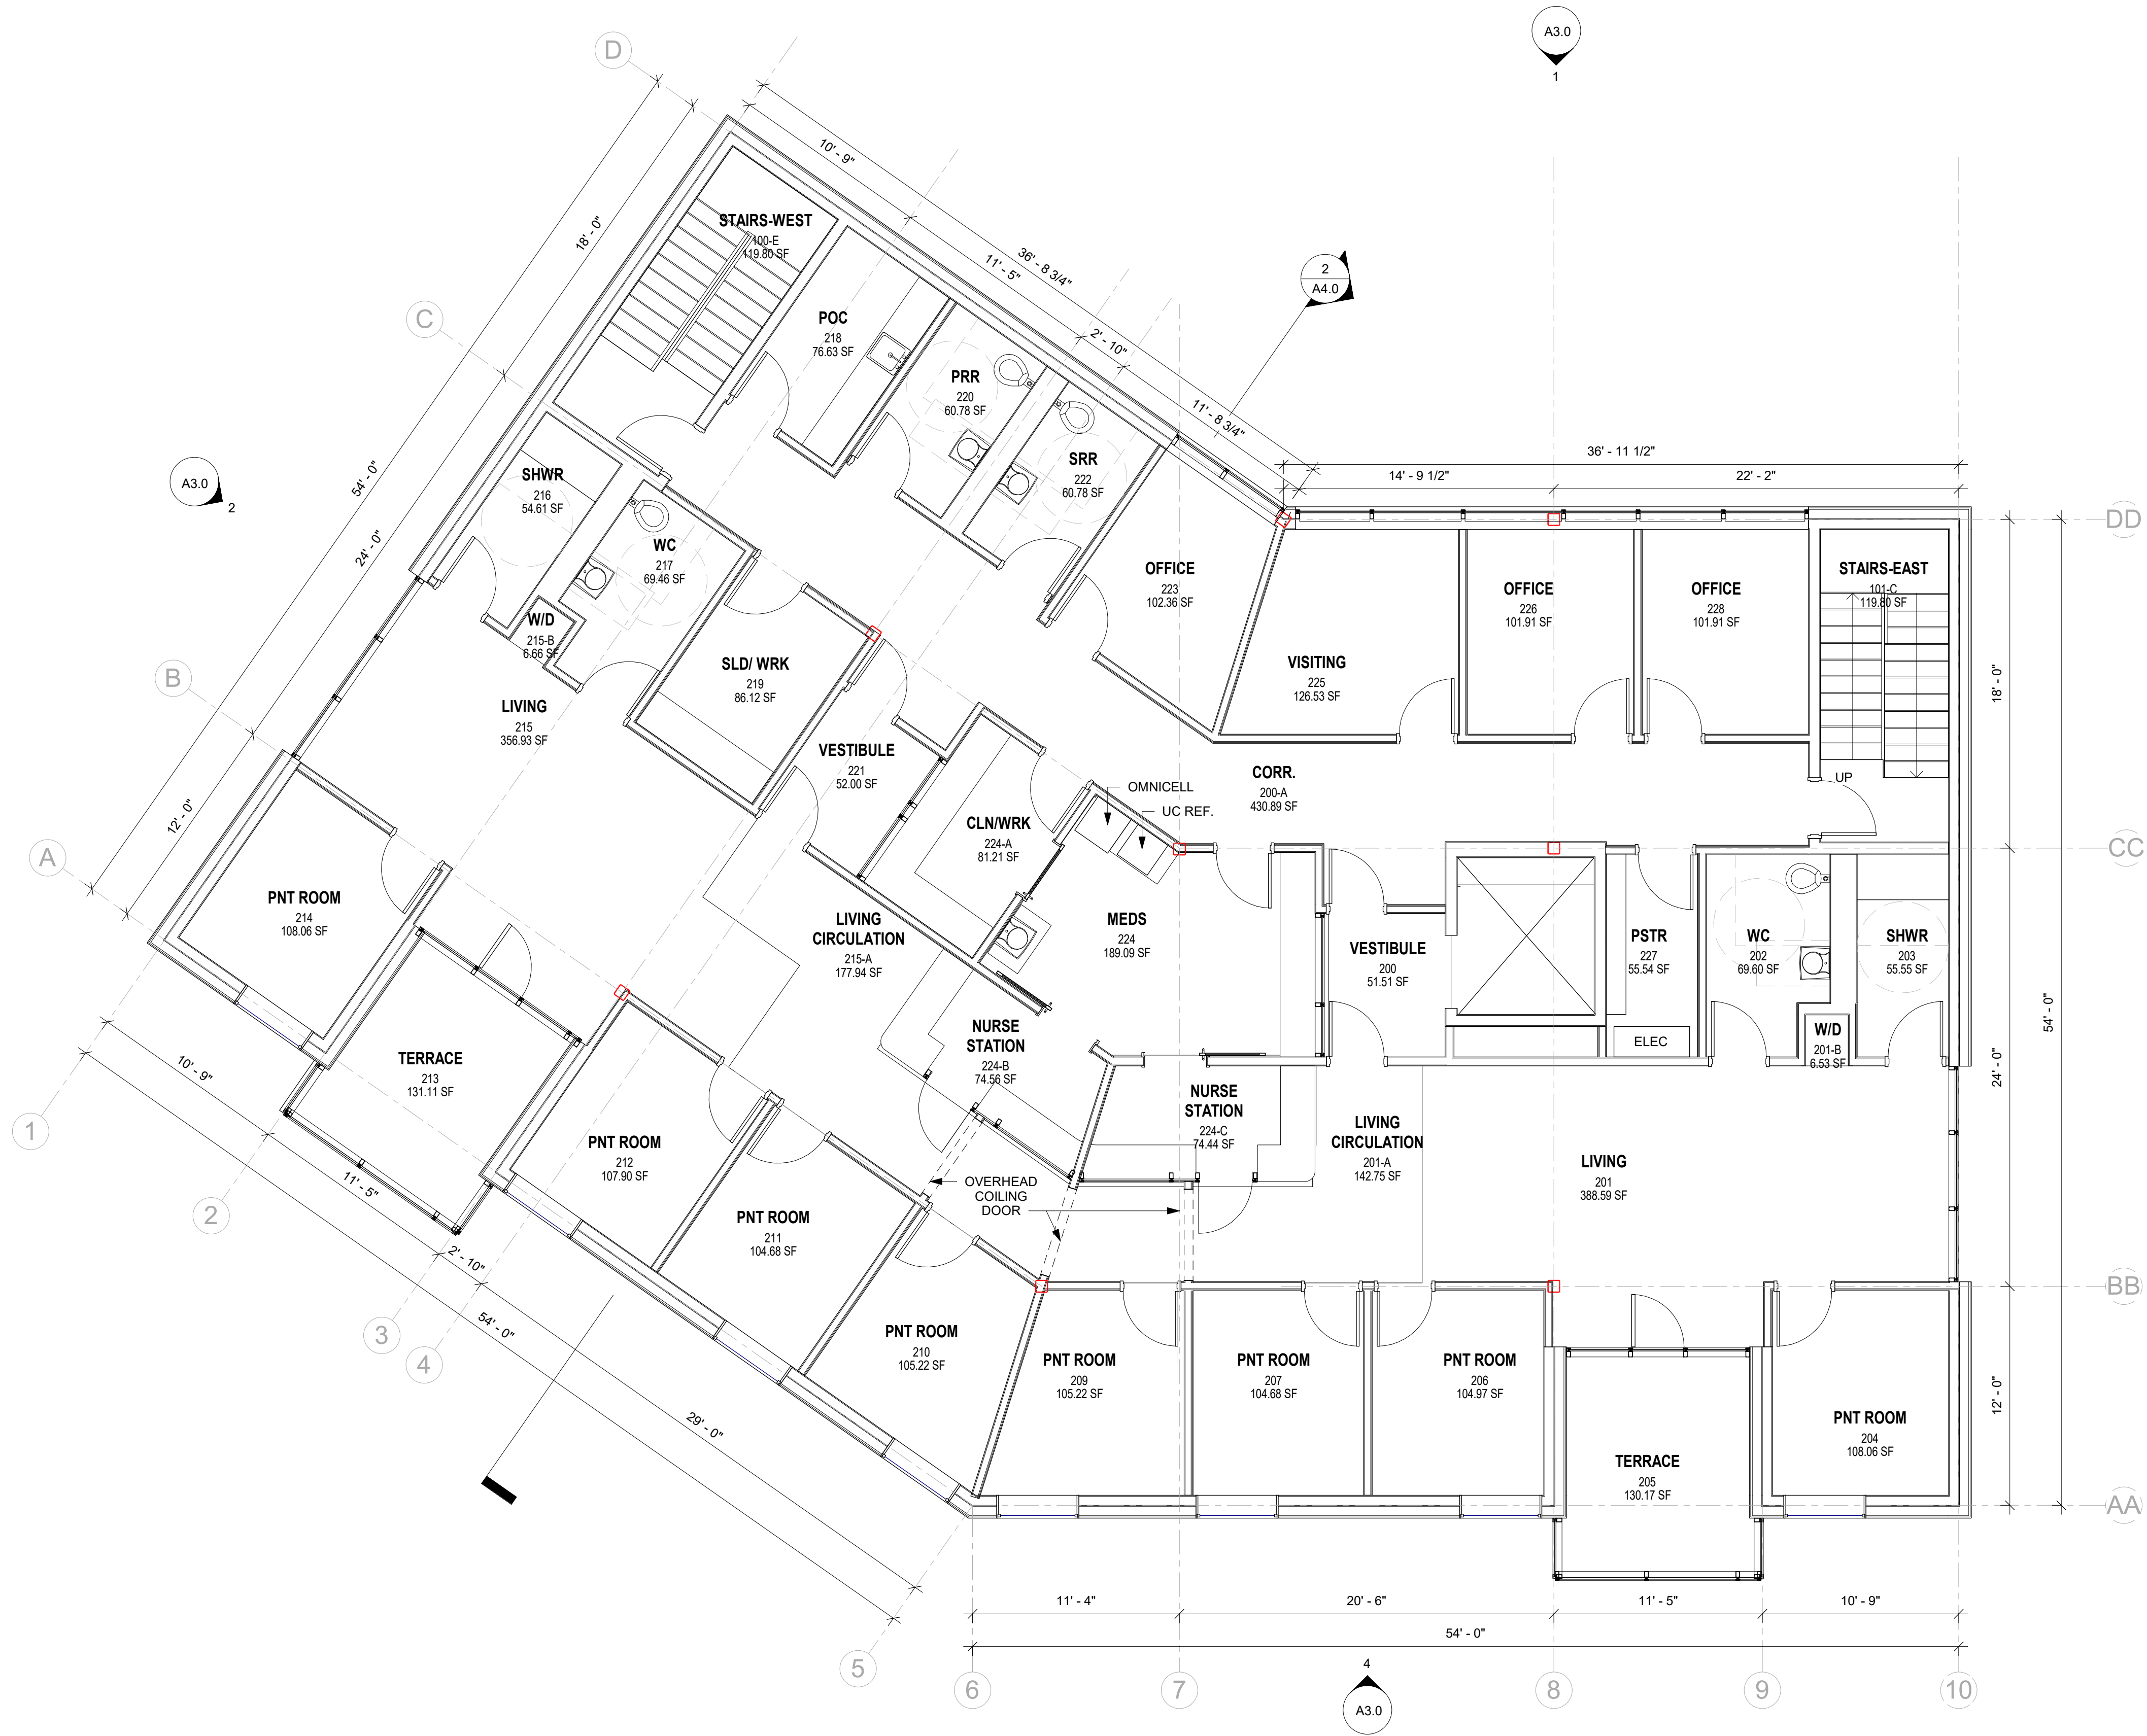 A3.0
1
D
10' - 9"
18' - 0"
36' - 8 3/4"
11' - 5"
2' - 10"
11' - 8 3/4"
2
A4.0
STAIRS-WEST
100-E
119.80 SF
C
POC
218
76.63 SF
PRR
220
60.78 SF
SRR
222
60.78 SF
36' - 11 1/2"
14' - 9 1/2"
22' - 2"
A3.0
2
54' - 0"
24' - 0"
SHWR
216
54.61 SF
WC
217
69.46 SF
DD
W/D
215-B
6.66 SF
OFFICE
223
102.36 SF
OFFICE
226
101.91 SF
OFFICE
228
101.91 SF
STAIRS-EAST
101-C
119.80 SF
B
LIVING
215
356.93 SF
SLD/ WRK
219
86.12 SF
VISITING
225
126.53 SF
18' - 0"
VESTIBULE
221
52.00 SF
CORR.
200-A
430.89 SF
UP
OMNICELL
UC REF.
12' - 0"
CLN/WRK
224-A
81.21 SF
A
CC
PNT ROOM
214
108.06 SF
LIVING
CIRCULATION
215-A
177.94 SF
MEDS
224
189.09 SF
VESTIBULE
200
51.51 SF
PSTR
227
55.54 SF
WC
202
69.60 SF
SHWR
203
55.55 SF
54' - 0"
NURSE
STATION
224-B
74.56 SF
ELEC
W/D
201-B
6.53 SF
24' - 0"
TERRACE
213
131.11 SF
10' - 9"
1
NURSE
STATION
224-C
74.44 SF
LIVING
CIRCULATION
201-A
142.75 SF
LIVING
201
388.59 SF
PNT ROOM
212
107.90 SF
OVERHEAD
COILING
DOOR
11' - 5"
2
PNT ROOM
211
104.68 SF
2' - 10"
BB
54' - 0"
3
4
PNT ROOM
210
105.22 SF
PNT ROOM
209
105.22 SF
PNT ROOM
207
104.68 SF
PNT ROOM
206
104.97 SF
12' - 0"
29' - 0"
PNT ROOM
204
108.06 SF
TERRACE
205
130.17 SF
AA
11' - 4"
20' - 6"
11' - 5"
10' - 9"
54' - 0"
5
6
7
4
A3.0
8
9
10